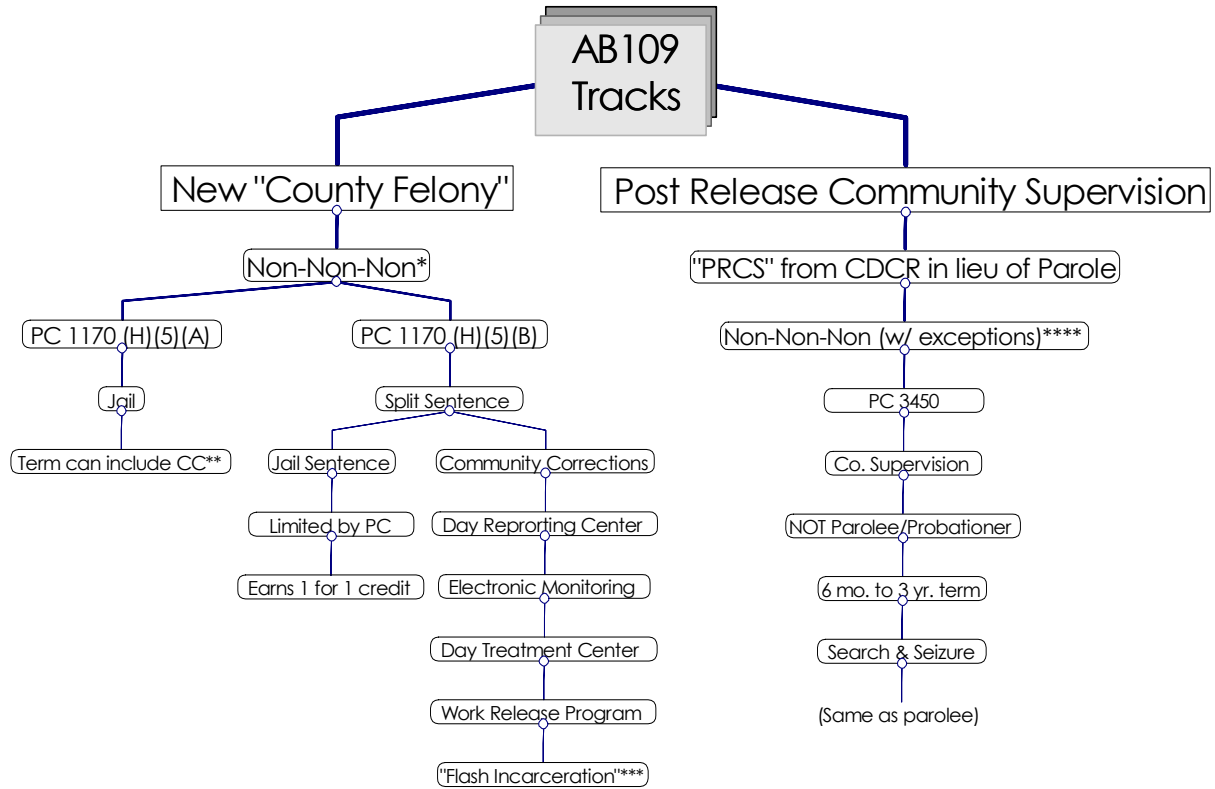 AB109
Tracks
New "County Felony"
Non-Non-Non*
PC 1170 (H)(5)(A)
Jail
Term can include CC**
PC 1170 (H)(5)(B)
Split Sentence
Jail Sentence
Limited by PC
Earns 1 for 1 credit
Community Corrections
Day Reprorting Center
Electronic Monitoring
Day Treatment Center
Work Release Program
"Flash Incarceration"***
Post Release Community Supervision
"PRCS" from CDCR in lieu of Parole
Non-Non-Non (w/ exceptions)****
PC 3450
Co. Supervision
NOT Parolee/Probationer
6 mo. to 3 yr. term
Search & Seizure
(Same as parolee)